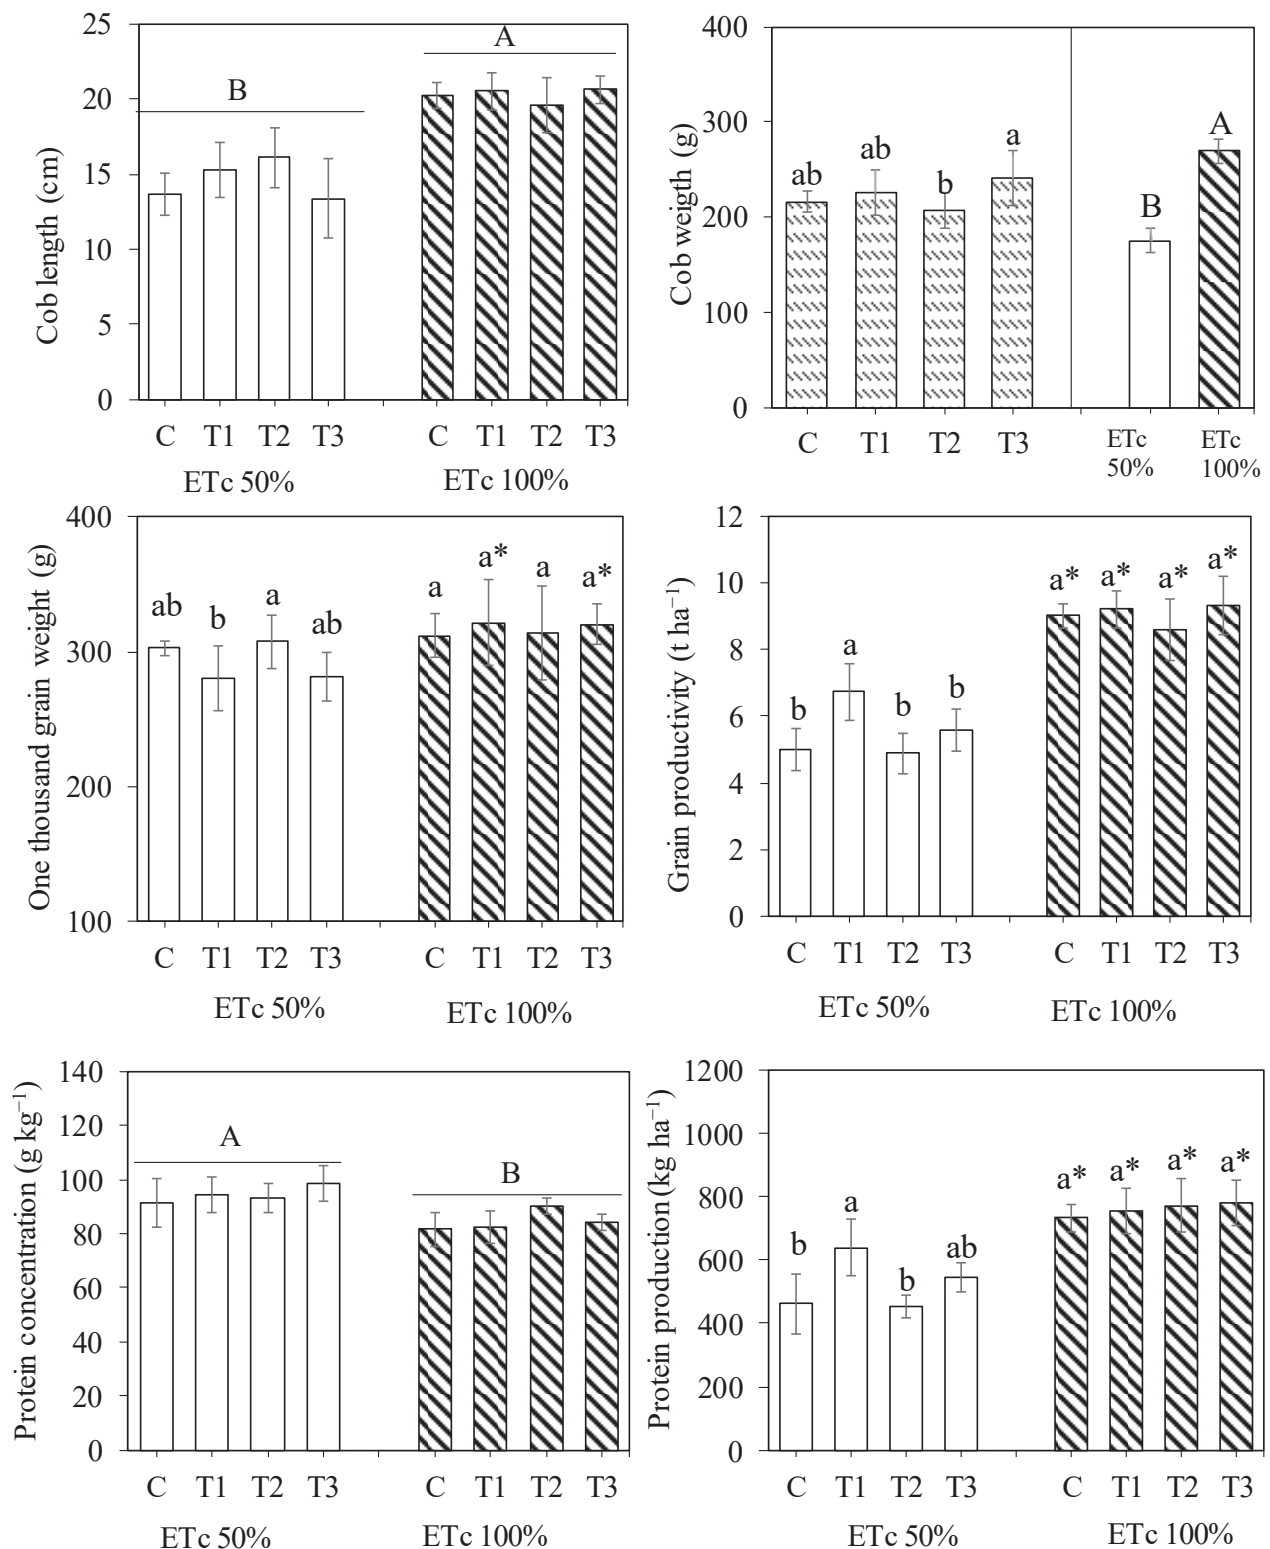 Cob length (cm)
25
20
15
10
5
0
B
A
C T1 T2 T3 C T1 T2 T3
ETc 50% ETc 100%
Cob weigth (g)
400
300
200
100
0
ab ab b a
B A
C T1 T2 T3
ETc
50%
ETc
100%
One thousand grain weight (g)
400
300
200
100
ab b a ab a a* a a*
C T1 T2 T3 C T1 T2 T3
ETc 50% ETc 100%
Grain productivity (t ha⁻¹)
12
10
8
6
4
2
0
b a b b a* a* a* a*
C T1 T2 T3 C T1 T2 T3
ETc 50% ETc 100%
Protein concentration (g kg⁻¹)
140
120
100
80
60
40
20
0
A
B
C T1 T2 T3 C T1 T2 T3
ETc 50% ETc 100%
Protein production (kg ha⁻¹)
1200
1000
800
600
400
200
0
b a b ab a* a* a* a*
C T1 T2 T3 C T1 T2 T3
ETc 50% ETc 100%